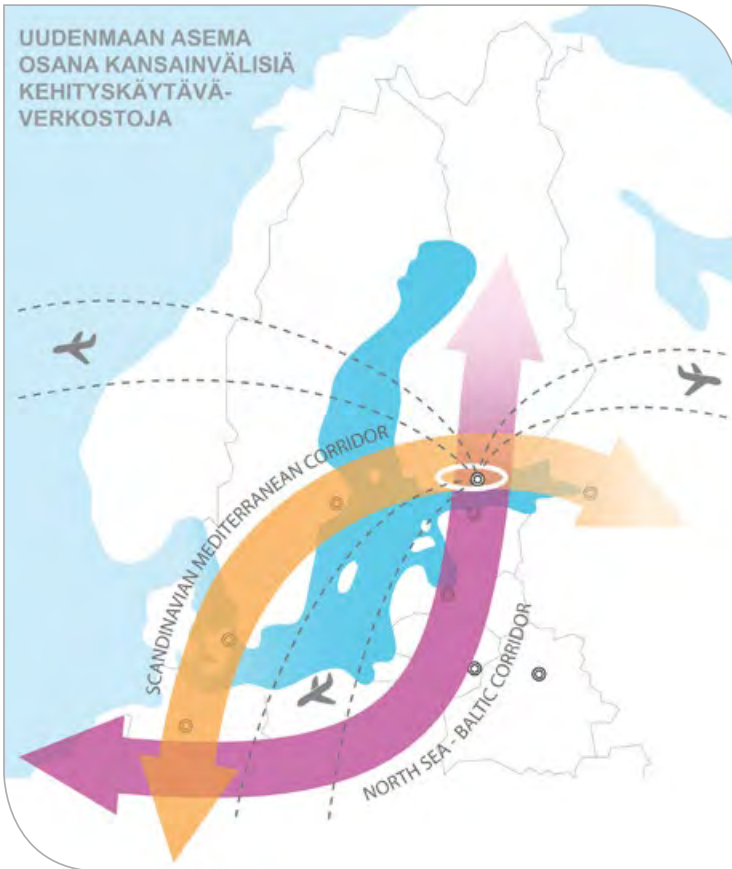 UUDENMAAN ASEMA
OSANA KANSAINVÄLISIÄ
KEHITYSKÄYTÄVÄ-
VERKOSTOJA
SCANDINAVIAN MEDITERRANEAN CORRIDOR
NORTH SEA - BALTIC CORRIDOR